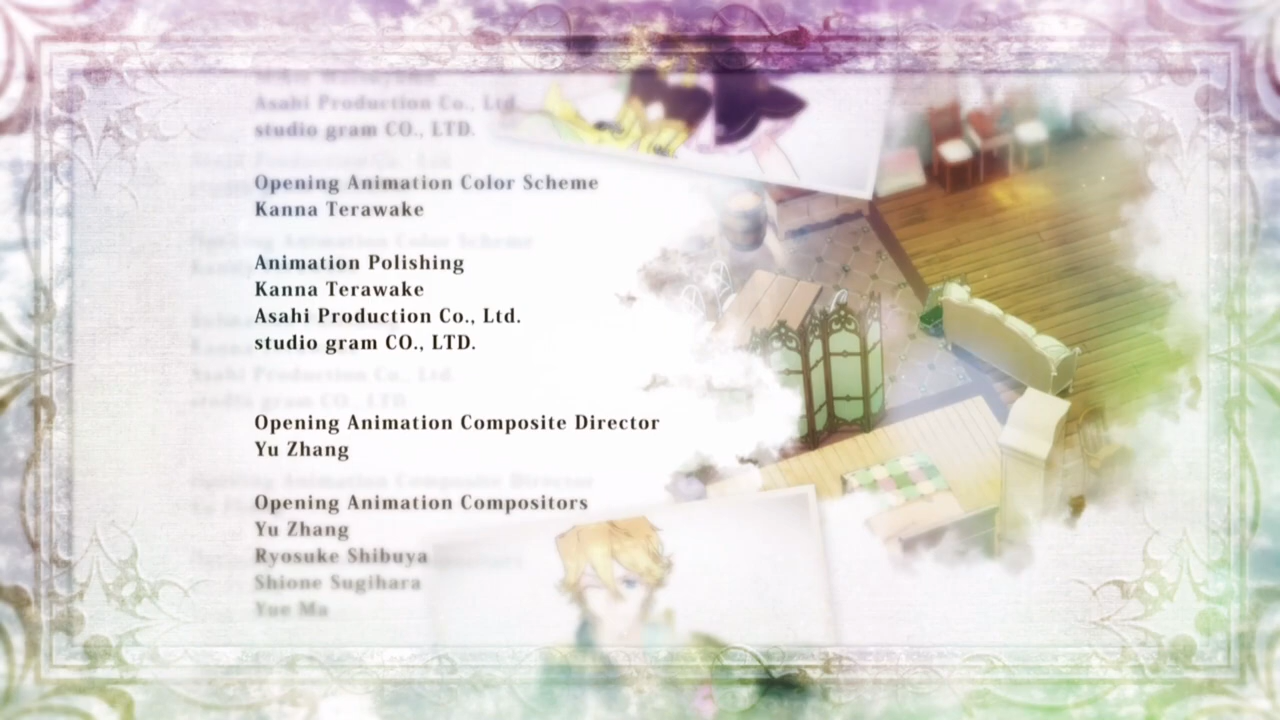 Asahi Production Co., Ltd.
studio gram CO., LTD.
Opening Animation Color Scheme
Kanna Terawake
Animation Polishing
Kanna Terawake
Asahi Production Co., Ltd.
studio gram CO., LTD.
Opening Animation Composite Director
Yu Zhang
Opening Animation Compositors
Yu Zhang
Ryosuke Shibuya
Shione Sugihara
Yue Ma